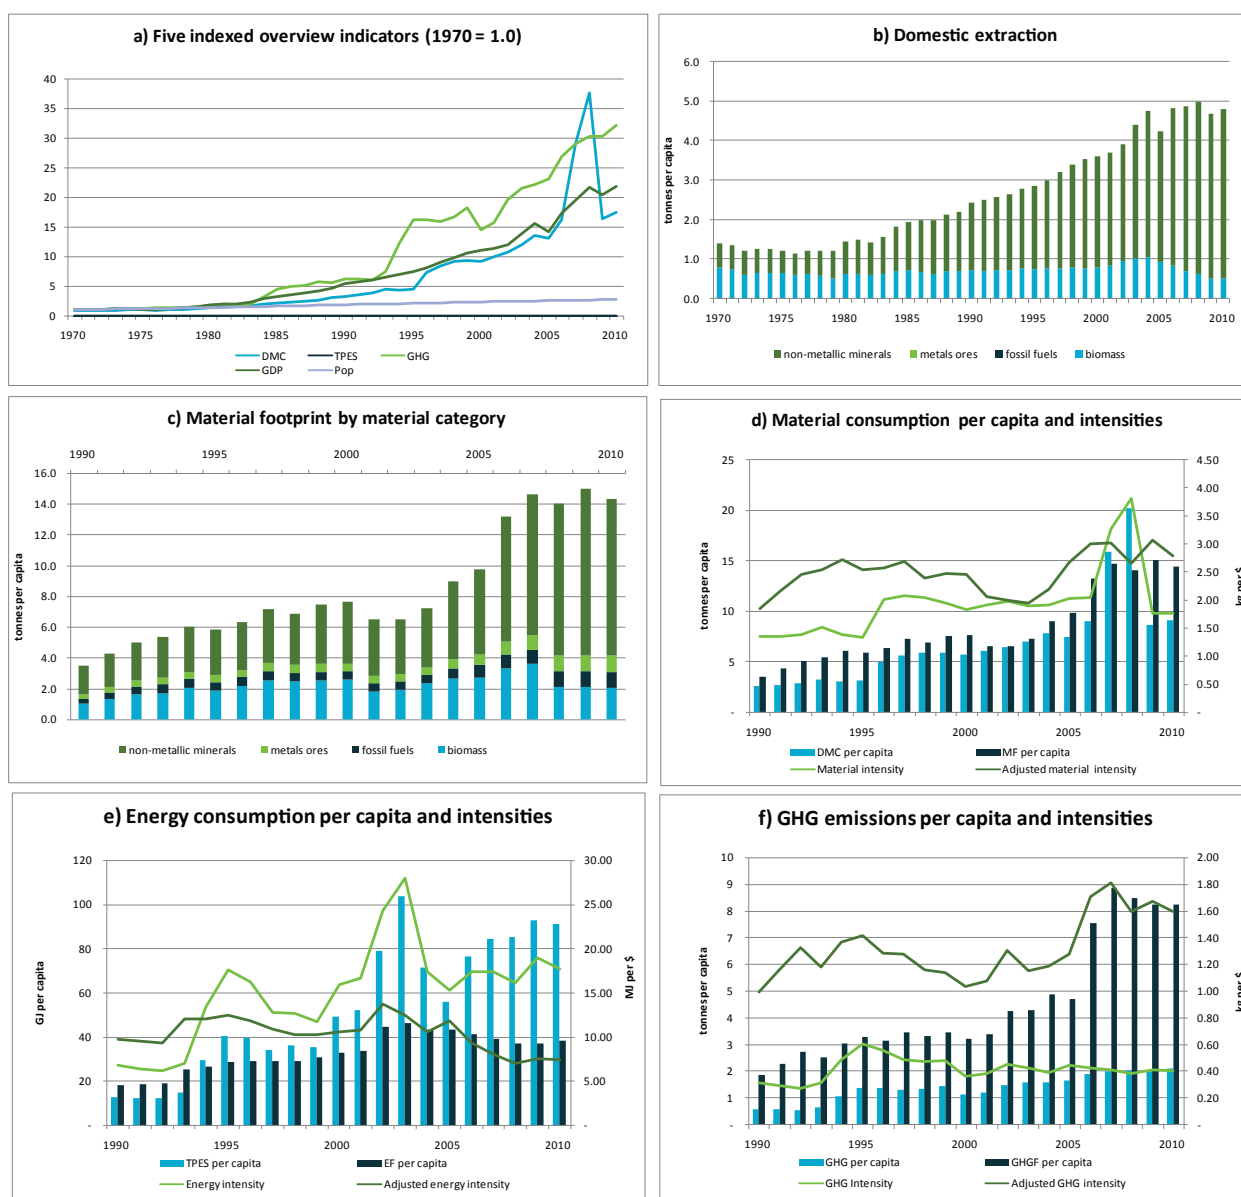 a) Five indexed overview indicators (1970 = 1.0)
40
35
30
25
20
15
10
5
0
1970 1975 1980 1985 1990 1995 2000 2005 2010
DMC TPES GHG
GDP Pop
b) Domestic extraction
tonnes per capita
6.0
5.0
4.0
3.0
2.0
1.0
0.0
1970 1975 1980 1985 1990 1995 2000 2005 2010
non-metallic minerals metals ores fossil fuels biomass
c) Material footprint by material category
1990 1995 2000 2005 2010
tonnes per capita
16.0
14.0
12.0
10.0
8.0
6.0
4.0
2.0
0.0
non-metallic minerals metals ores fossil fuels biomass
d) Material consumption per capita and intensities
tonnes per capita
25
20
15
10
5
-
4.50
4.00
3.50
3.00
2.50
2.00
1.50
1.00
0.50
-
kg per $
1990 1995 2000 2005 2010
DMC per capita MF per capita
Material intensity Adjusted material intensity
e) Energy consumption per capita and intensities
GJ per capita
120
100
80
60
40
20
-
30.00
25.00
20.00
15.00
10.00
5.00
-
MJ per $
1990 1995 2000 2005 2010
TPES per capita EF per capita
Energy intensity Adjusted energy intensity
f) GHG emissions per capita and intensities
tonnes per capita
10
9
8
7
6
5
4
3
2
1
-
2.00
1.80
1.60
1.40
1.20
1.00
0.80
0.60
0.40
0.20
-
kg per $
1990 1995 2000 2005 2010
GHG per capita GHGF per capita
GHG Intensity Adjusted GHG intensity